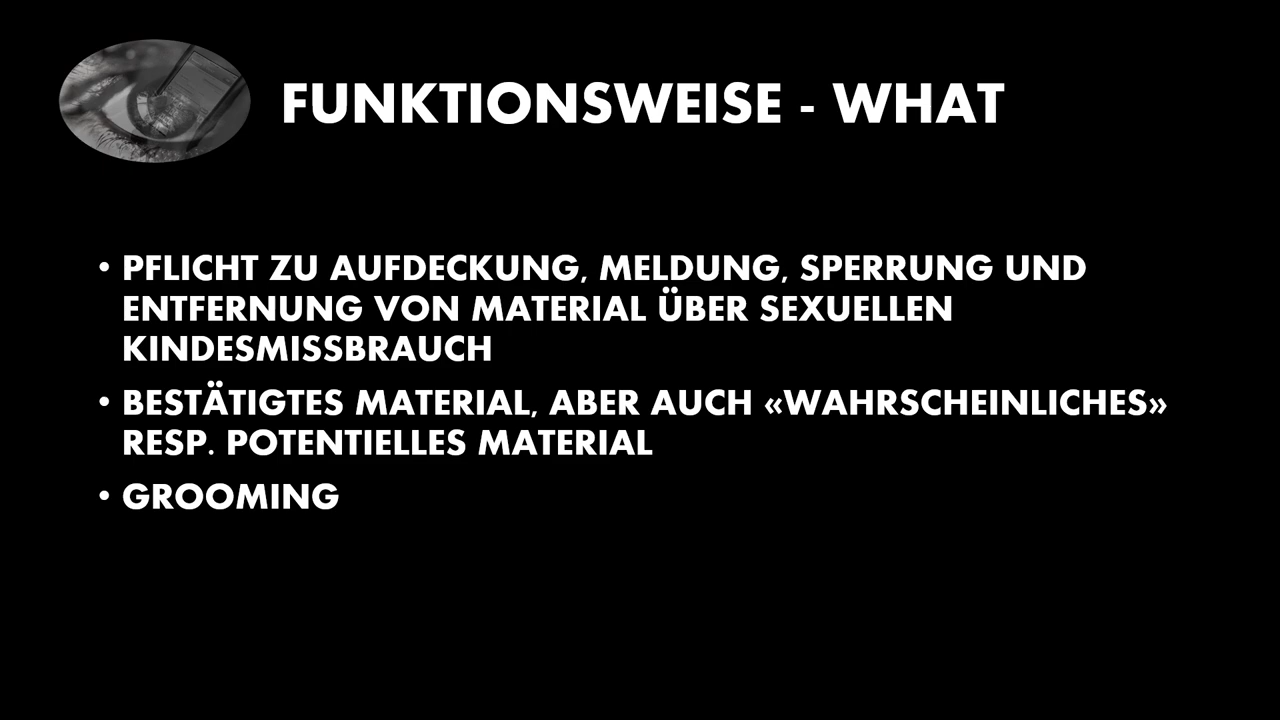 FUNKTIONSWEISE - WHAT
• PFLICHT ZU AUFDECKUNG, MELDUNG, SPERRUNG UND
ENTFERNUNG VON MATERIAL ÜBER SEXUELLEN
KINDESMISSBRAUCH
• BESTÄTIGTES MATERIAL, ABER AUCH «WAHRSCHEINLICHES»
RESP. POTENTIELLES MATERIAL
• GROOMING